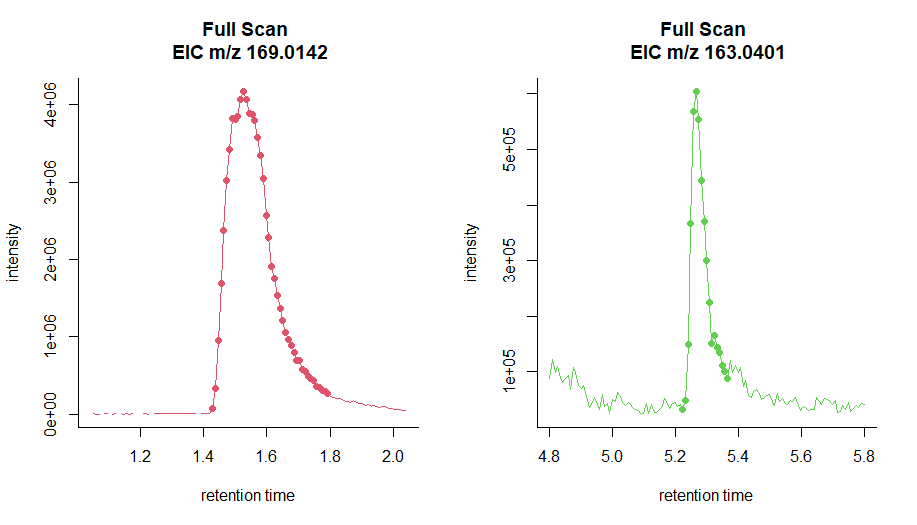 Full Scan
EIC m/z 169.0142
intensity
4e+06
3e+06
2e+06
1e+06
0e+00
1.2 1.4 1.6 1.8 2.0
retention time
Full Scan
EIC m/z 163.0401
intensity
5e+05
3e+05
1e+05
4.8 5.0 5.2 5.4 5.6 5.8
retention time